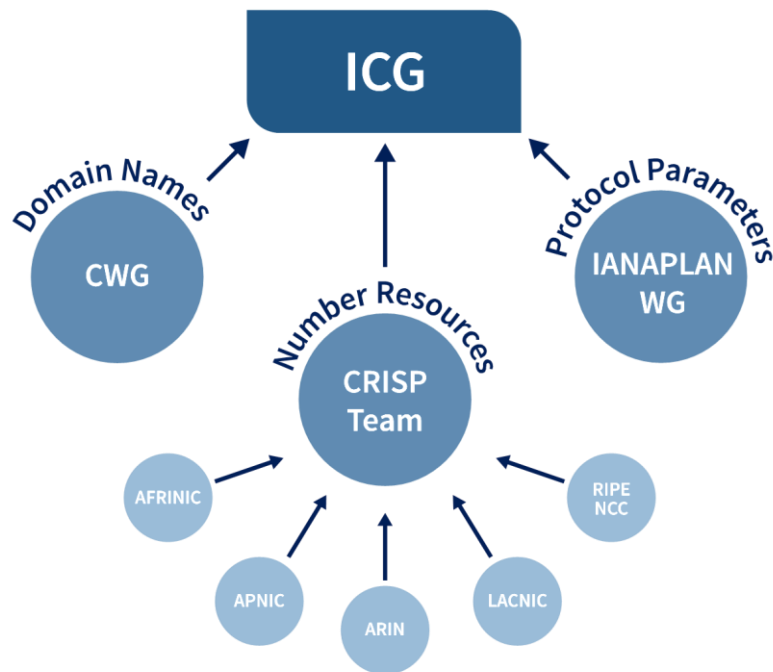 ICG
Domain Names
CWG
Protocol Parameters
IANAPLAN
WG
Number Resources
CRISP
Team
AFRINIC
APNIC
ARIN
LACNIC
RIPE
NCC